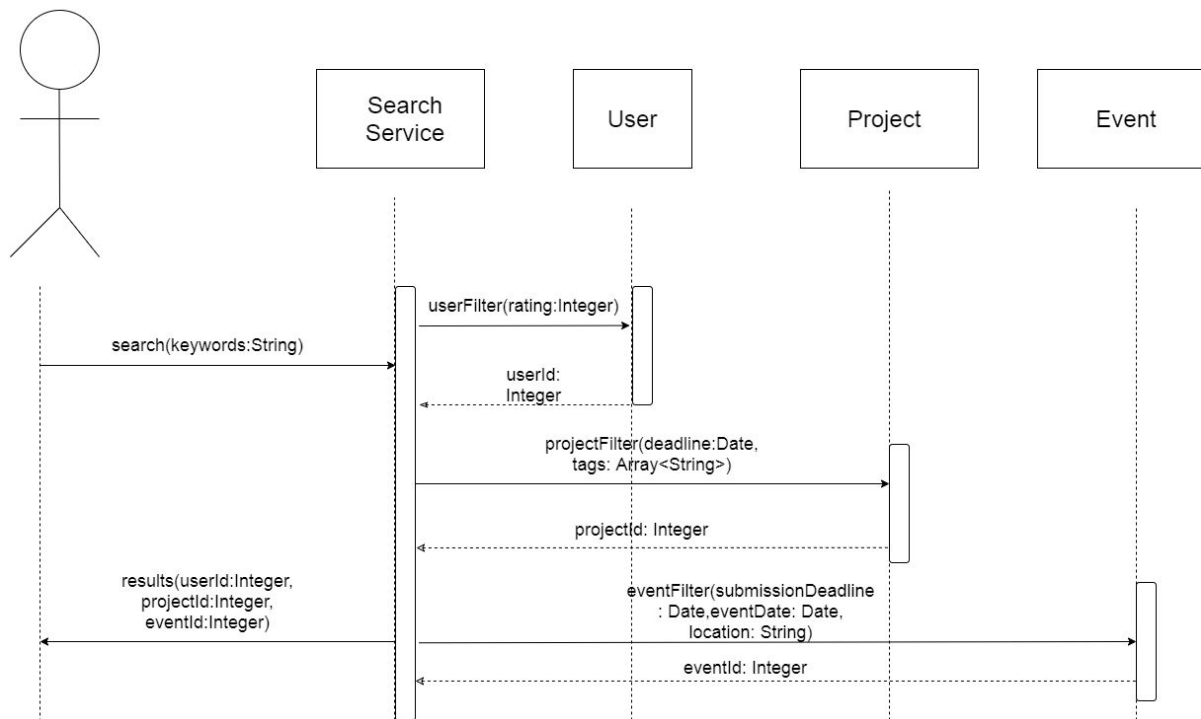 Search
Service
User
Project
Event
userFilter(rating:Integer)
search(keywords:String)
userId:
Integer
projectFilter(deadline:Date,
tags: Array<String>)
projectId: Integer
results(userId:Integer,
projectId:Integer,
eventId:Integer)
eventFilter(submissionDeadline
: Date,eventDate: Date,
location: String)
eventId: Integer